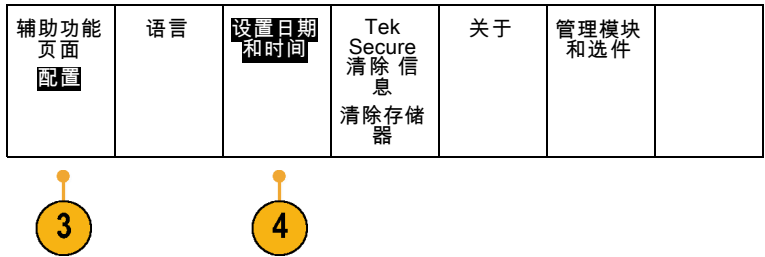 辅助功能
页面
配置
语言
设置日期
和时间
Tek
Secure
清除 信
息
清除存储
器
关于
管理模块
和选件
3
4